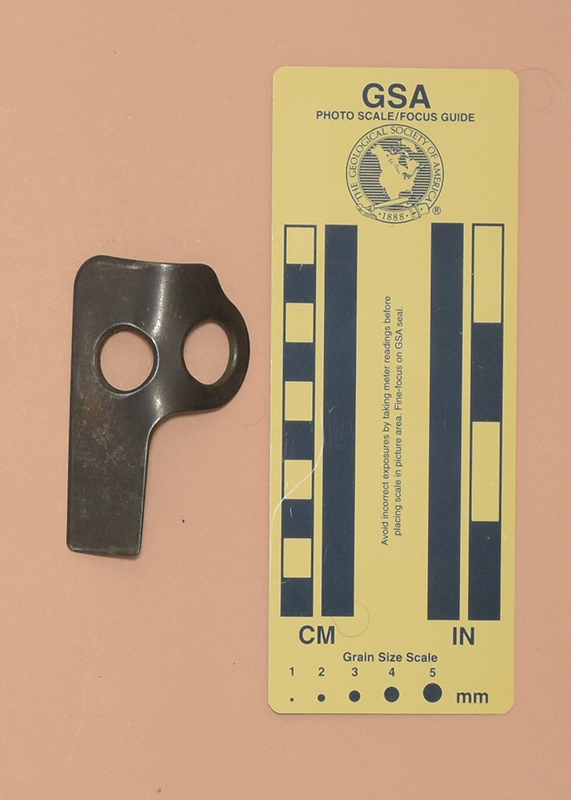 GSA
PHOTO SCALE/FOCUS GUIDE
THE GEOLOGICAL SOCIETY OF AMERICA
1888
®
Avoid incorrect exposures by taking meter readings before
placing scale in picture area. Fine-focus on GSA seal.
CM
IN
Grain Size Scale
1 2 3 4 5
mm